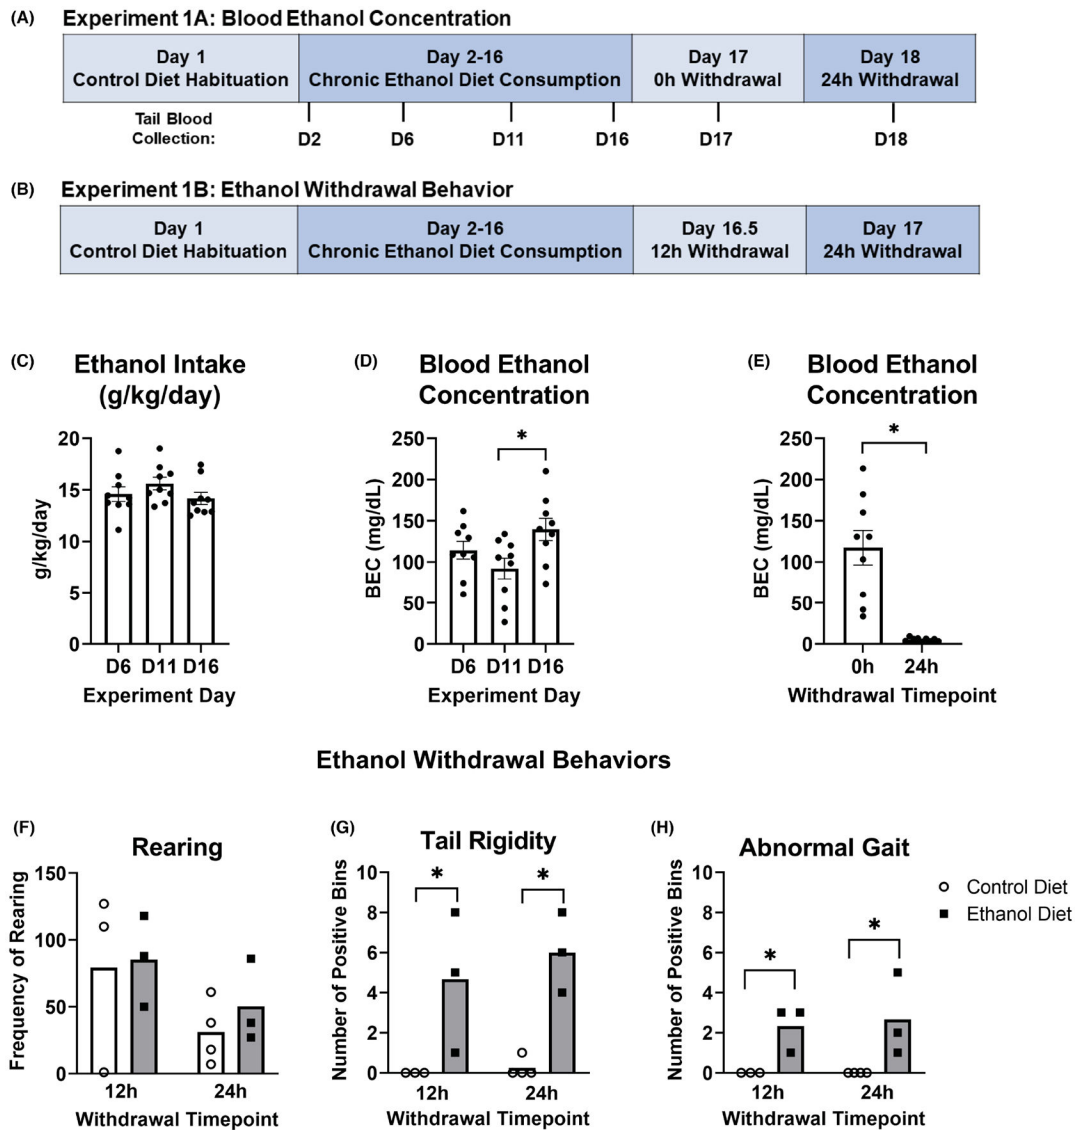 (A) Experiment 1A: Blood Ethanol Concentration
Day 1 Day 2-16 Day 17 Day 18
Control Diet Habituation Chronic Ethanol Diet Consumption 0h Withdrawal 24h Withdrawal
Tail Blood
Collection: D2 D6 D11 D16 D17 D18
(B) Experiment 1B: Ethanol Withdrawal Behavior
Day 1 Day 2-16 Day 16.5 Day 17
Control Diet Habituation Chronic Ethanol Diet Consumption 12h Withdrawal 24h Withdrawal
(C) Ethanol Intake
(g/kg/day)
20
15
10
5
0
g/kg/day
D6 D11 D16
Experiment Day
(D) Blood Ethanol
Concentration
250
200
150
100
50
0
BEC (mg/dL)
*
D6 D11 D16
Experiment Day
(E) Blood Ethanol
Concentration
250
200
150
100
50
0
BEC (mg/dL)
*
0h 24h
Withdrawal Timepoint
Ethanol Withdrawal Behaviors
(F) Rearing
150
100
50
0
Frequency of Rearing
12h 24h
Withdrawal Timepoint
(G) Tail Rigidity
10
8
6
4
2
0
Number of Positive Bins
* *
12h 24h
Withdrawal Timepoint
(H) Abnormal Gait
10
8
6
4
2
0
Number of Positive Bins
* *
12h 24h
Withdrawal Timepoint
Control Diet
Ethanol Diet